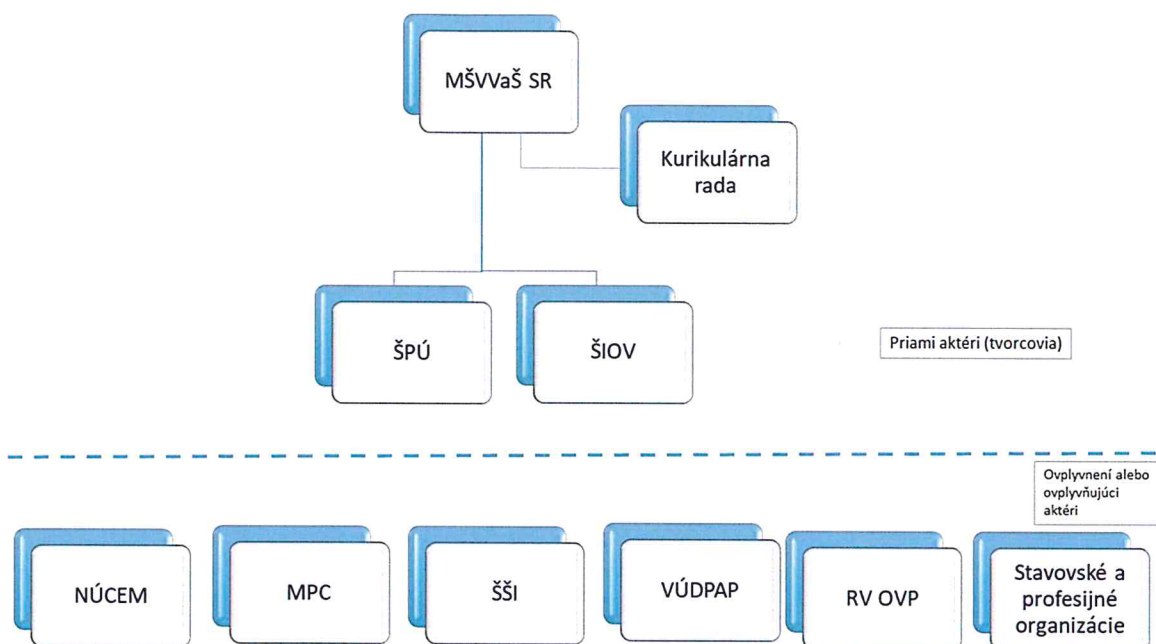 MŠVVaŠ SR
Kurikulárna
rada
ŠPÚ
ŠIOV
Priami aktéri (tvorcovia)
Ovplyvnení alebo
ovplyvňujúci
aktéri
NÚCEM
MPC
ŠŠI
VÚDPAP
RV OVP
Stavovské a
profesijné
organizácie